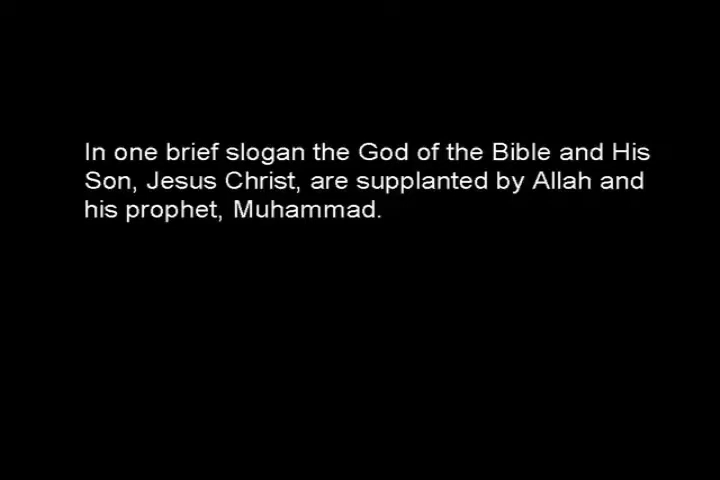 In one brief slogan the God of the Bible and His
Son, Jesus Christ, are supplanted by Allah and
his prophet, Muhammad.